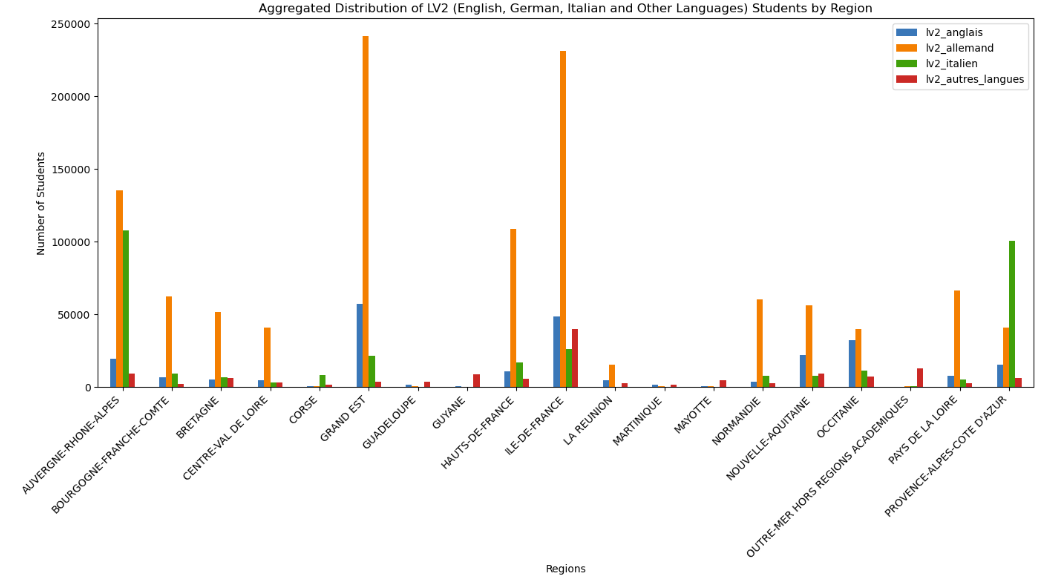 Aggregated Distribution of LV2 (English, German, Italian and Other Languages) Students by Region
250000
200000
150000
100000
50000
0
Number of Students
lv2_anglais
lv2_allemand
lv2_italien
lv2_autres_langues
AUVERGNE-RHONE-ALPES
BOURGOGNE-FRANCHE-COMTE
BRETAGNE
CENTRE-VAL DE LOIRE
CORSE
GRAND EST
GUADELOUPE
GUYANE
HAUTS-DE-FRANCE
ILE-DE-FRANCE
LA REUNION
MARTINIQUE
MAYOTTE
NORMANDIE
NOUVELLE-AQUITAINE
OCCITANIE
OUTRE-MER HORS REGIONS ACADEMIQUES
PAYS DE LA LOIRE
PROVENCE-ALPES-COTE D'AZUR
Regions